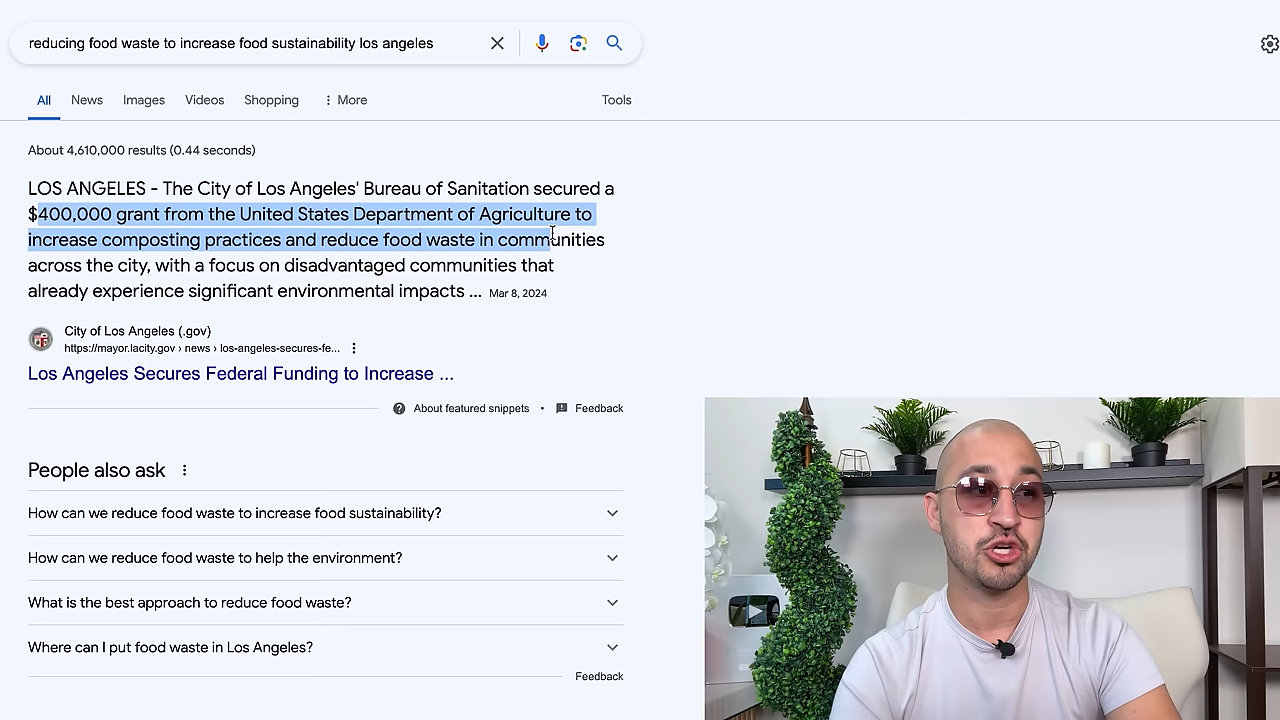 reducing food waste to increase food sustainability los angeles
All News Images Videos Shopping More Tools
About 4,610,000 results (0.44 seconds)
LOS ANGELES - The City of Los Angeles' Bureau of Sanitation secured a
$400,000 grant from the United States Department of Agriculture to
increase composting practices and reduce food waste in communities
across the city, with a focus on disadvantaged communities that
already experience significant environmental impacts ... Mar 8, 2024
City of Los Angeles (.gov)
https://mayor.lacity.gov › news › los-angeles-secures-fe...
Los Angeles Secures Federal Funding to Increase ...
About featured snippets • Feedback
People also ask
How can we reduce food waste to increase food sustainability?
How can we reduce food waste to help the environment?
What is the best approach to reduce food waste?
Where can I put food waste in Los Angeles?
Feedback